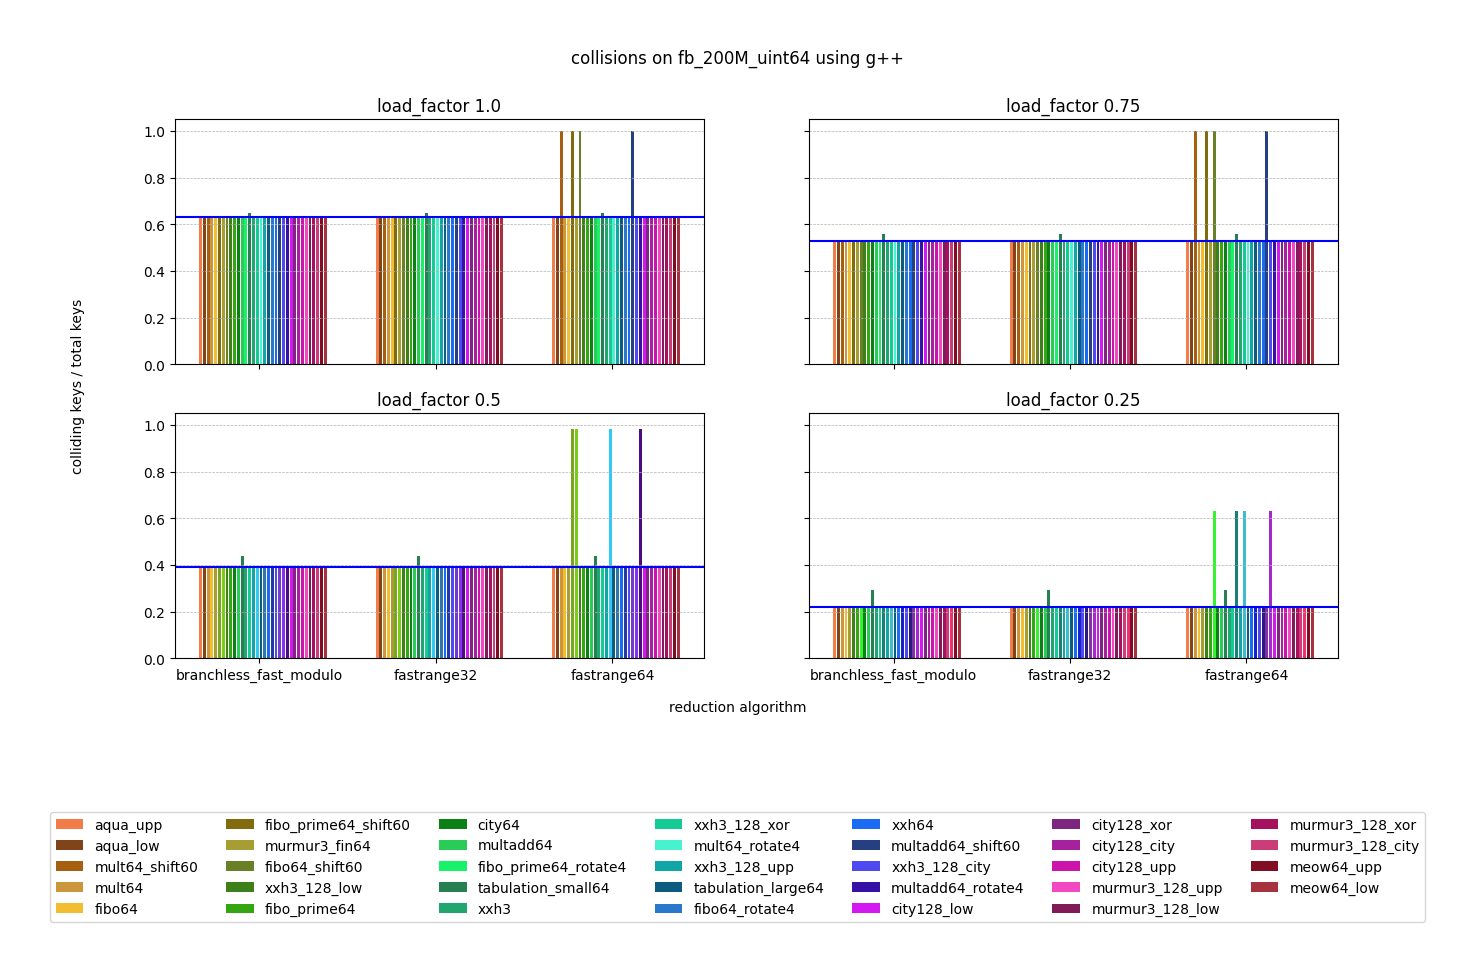 collisions on fb_200M_uint64 using g++
load_factor 1.0
load_factor 0.75
1.0
0.8
0.6
0.4
0.2
0.0
load_factor 0.5
load_factor 0.25
1.0
0.8
0.6
0.4
0.2
0.0
colliding keys / total keys
branchless_fast_modulo fastrange32 fastrange64
branchless_fast_modulo fastrange32 fastrange64
reduction algorithm
aqua_upp
aqua_low
mult64_shift60
mult64
fibo64
fibo_prime64_shift60
murmur3_fin64
fibo64_shift60
xxh3_128_low
fibo_prime64
city64
multadd64
fibo_prime64_rotate4
tabulation_small64
xxh3
xxh3_128_xor
mult64_rotate4
xxh3_128_upp
tabulation_large64
fibo64_rotate4
xxh64
multadd64_shift60
xxh3_128_city
multadd64_rotate4
city128_low
city128_xor
city128_city
city128_upp
murmur3_128_upp
murmur3_128_low
murmur3_128_xor
murmur3_128_city
meow64_upp
meow64_low